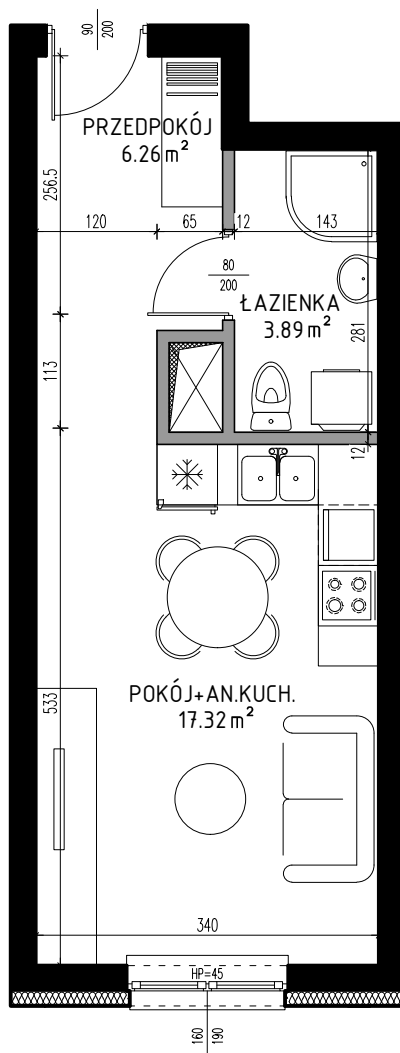 90
200
PRZEDPOKÓJ
6.26 m²
256.5
120
65
12
143
80
200
ŁAZIENKA
3.89 m²
281
113
12
POKÓJ+AN.KUCH.
17.32 m²
533
340
HP=45
160
190